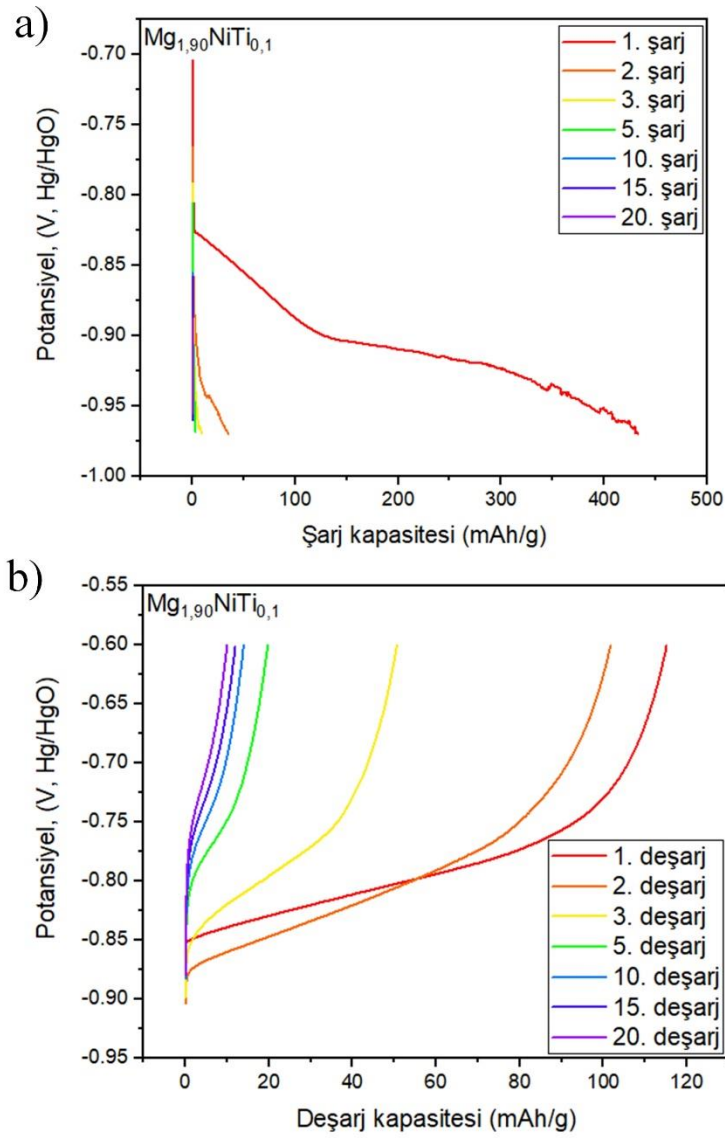 a)
Mg1,90NiTi0,1
1. şarj
2. şarj
3. şarj
5. şarj
10. şarj
15. şarj
20. şarj
-0.70
-0.75
-0.80
-0.85
-0.90
-0.95
-1.00
Potansiyel, (V, Hg/HgO)
0
100
200
300
400
500
Şarj kapasitesi (mAh/g)
b)
Mg1,90NiTi0,1
-0.55
-0.60
-0.65
-0.70
-0.75
-0.80
-0.85
-0.90
-0.95
Potansiyel, (V, Hg/HgO)
1. deşarj
2. deşarj
3. deşarj
5. deşarj
10. deşarj
15. deşarj
20. deşarj
0
20
40
60
80
100
120
Deşarj kapasitesi (mAh/g)